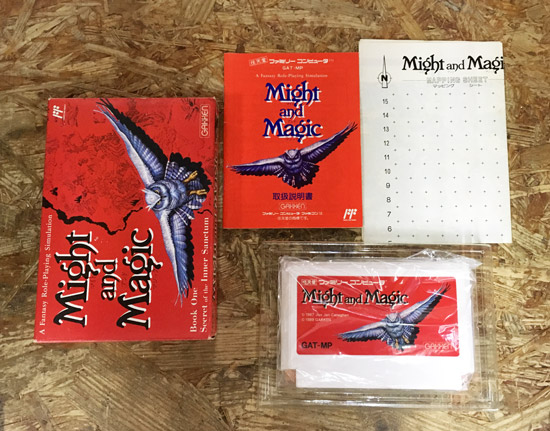 FF
GAKKEN
A Fantasy Role-Playing Simulation
Might
and
Magic
Book One
Secret of the Inner Sanctum
ファミリー コンピュータ
GAT-MP
A Fantasy Role-Playing Simulation
Might
and
Magic
取扱説明書
GAKKEN
FF
Might and Magi
N
MAPPING SHEET
マッピング シート
15
14
13
12
11
10
9
8
7
6
ファミリー コンピュータ
Might and Magic
GAT-MP
GAKKEN